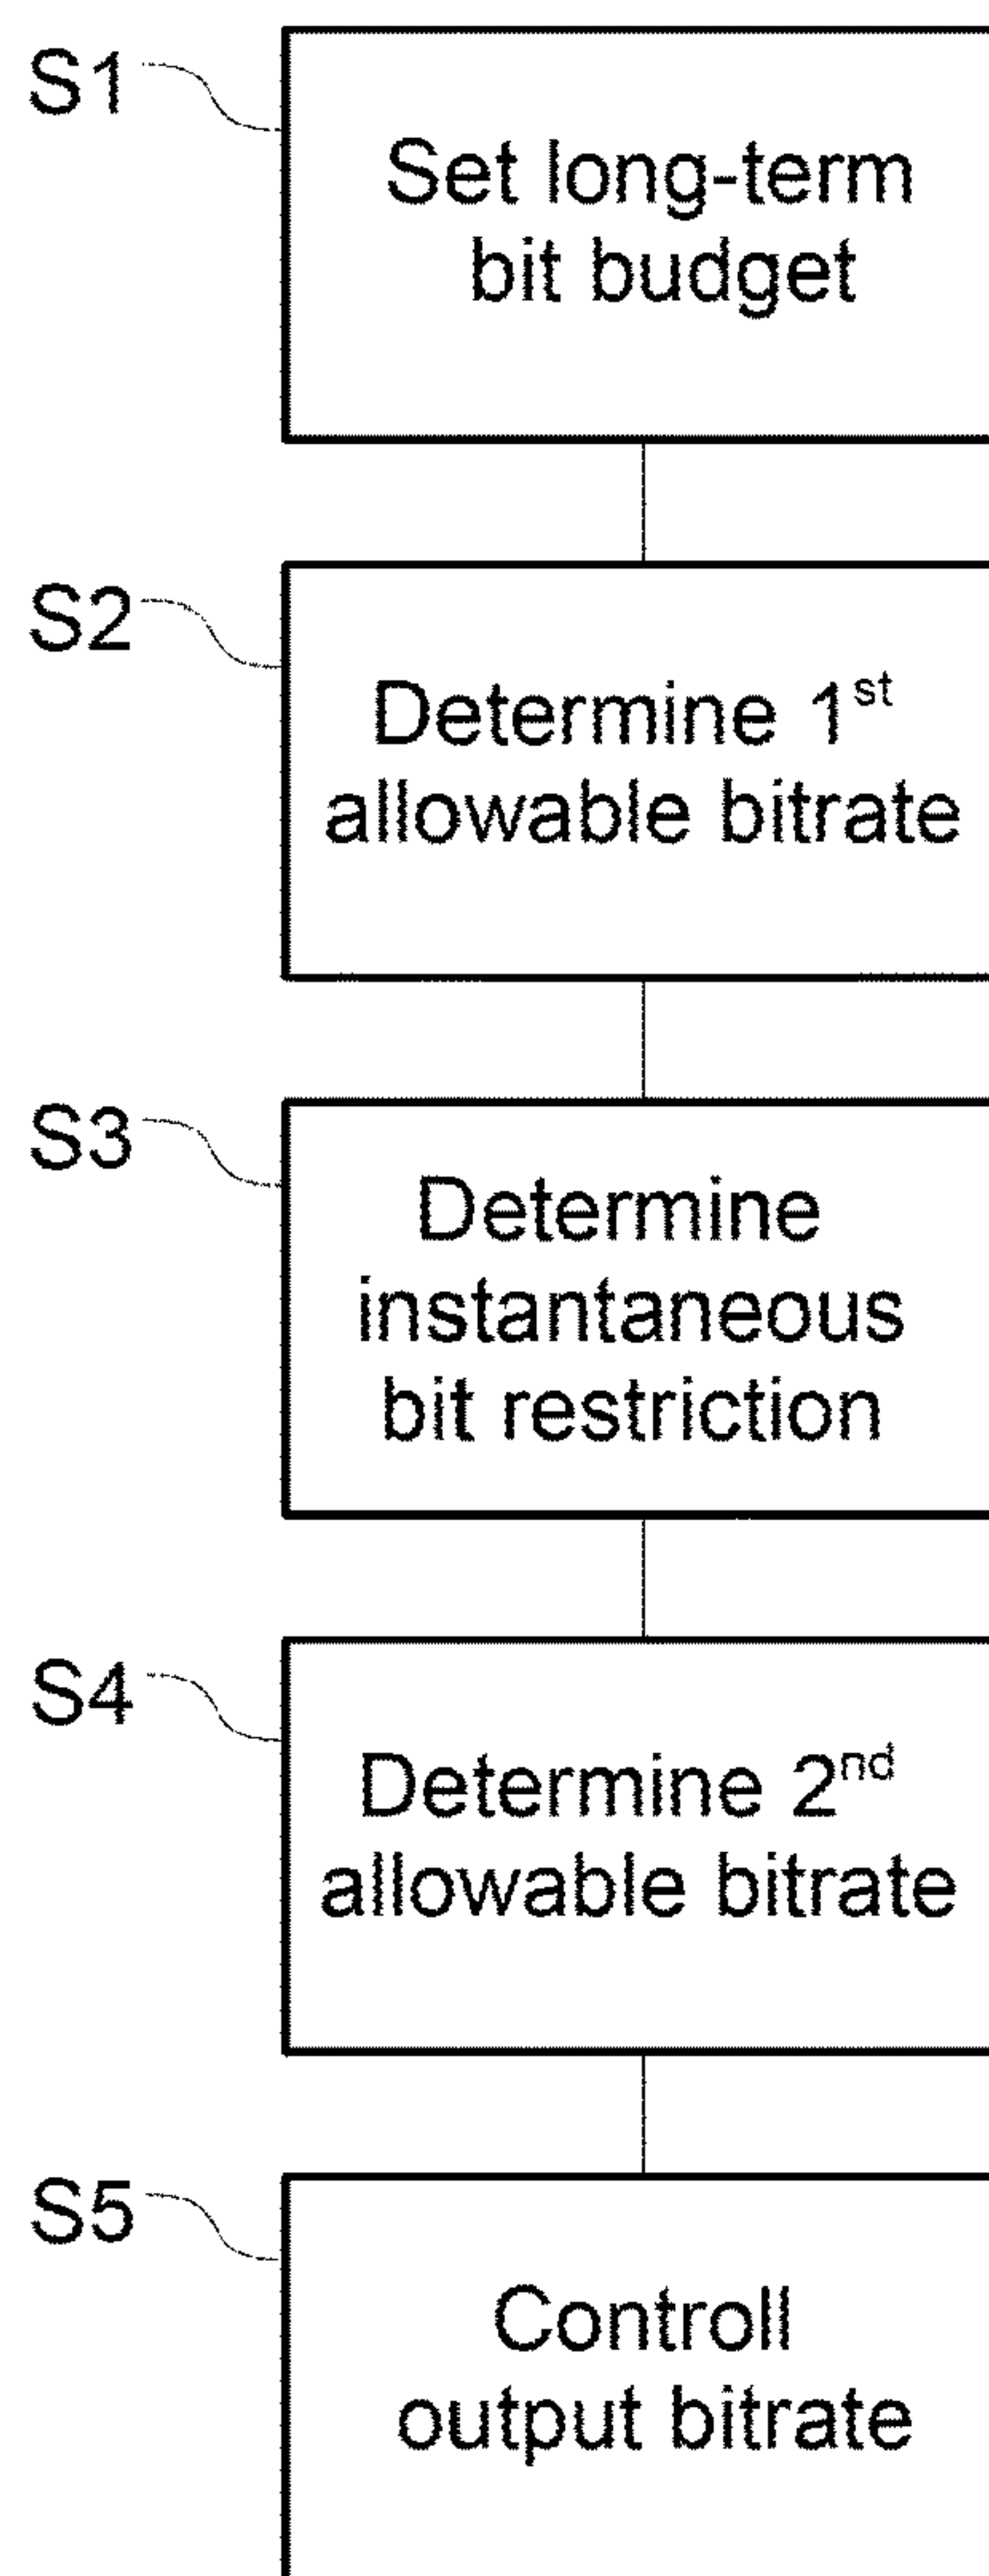 S1
Set long-term
bit budget
S2
Determine 1st
allowable bitrate
S3
Determine
instantaneous
bit restriction
S4
Determine 2nd
allowable bitrate
S5
Controll
output bitrate